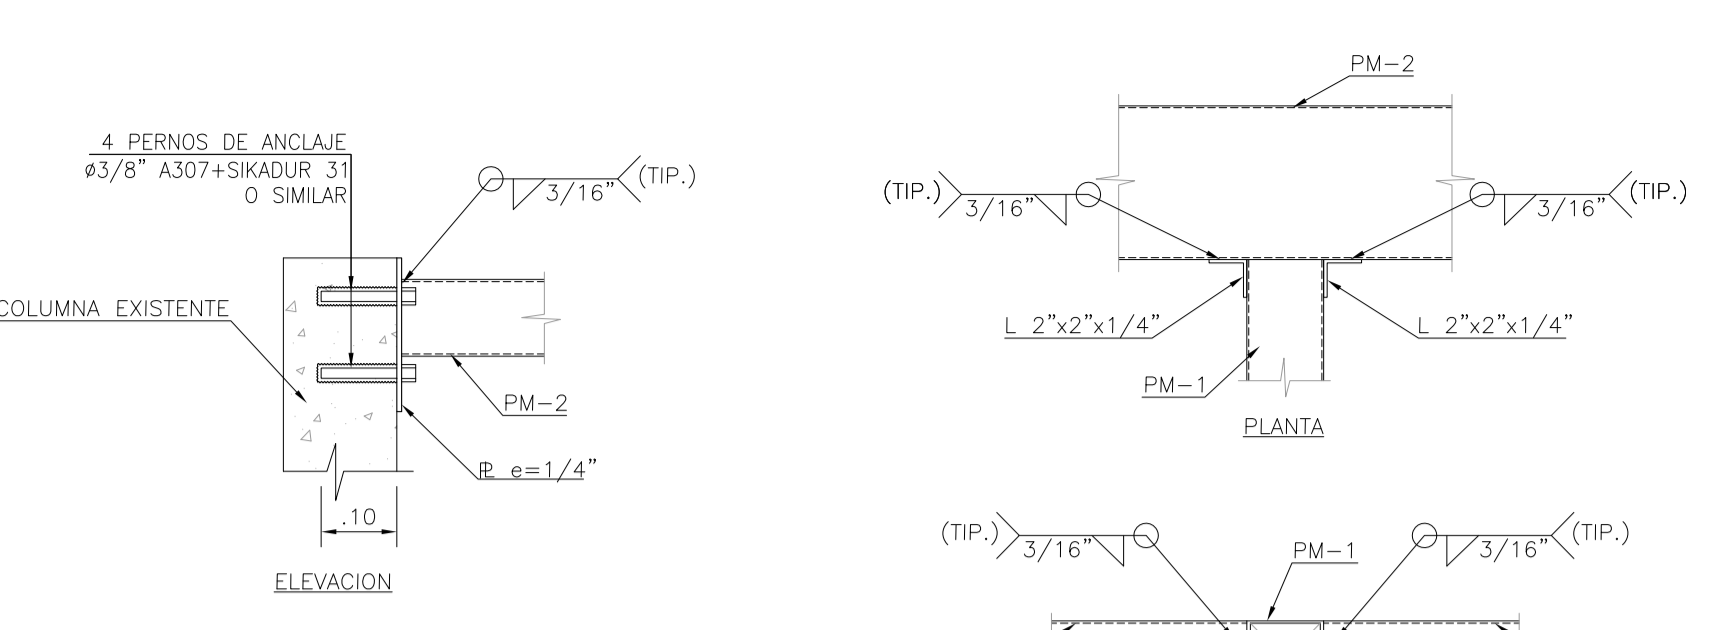 4 PERNOS DE ANCLAJE
ø3/8" A307+SIKADUR 31
O SIMILAR
3/16"
(TIP.)
COLUMNA EXISTENTE
PM-2
PL e=1/4"
.10
ELEVACION
PM-2
(TIP.)
3/16"
3/16"
(TIP.)
L 2"x2"x1/4"
L 2"x2"x1/4"
PM-1
PLANTA
(TIP.)
3/16"
PM-1
3/16"
(TIP.)